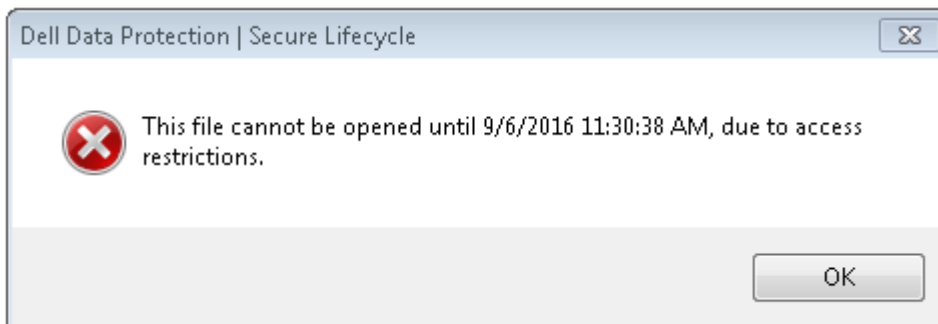 Dell Data Protection | Secure Lifecycle
This file cannot be opened until 9/6/2016 11:30:38 AM, due to access
restrictions.
OK